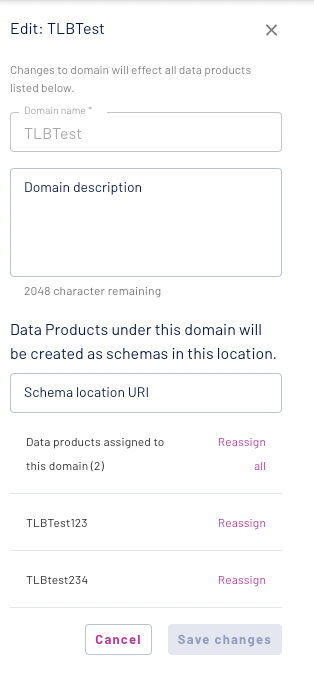 Edit: TLBTest
Changes to domain will effect all data products
listed below.
Domain name *
TLBTest
Domain description
2048 character remaining
Data Products under this domain will
be created as schemas in this location.
Schema location URI
Data products assigned to
this domain (2)
Reassign
all
TLBTest123
Reassign
TLBtest234
Reassign
Cancel
Save changes